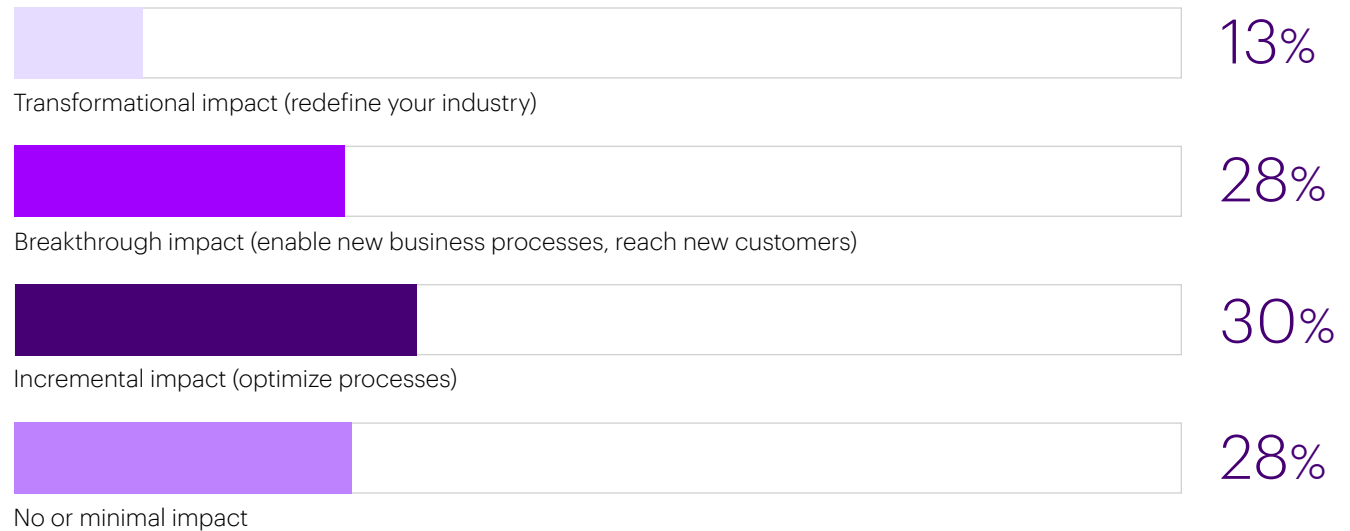 13%
Transformational impact (redefine your industry)
28%
Breakthrough impact (enable new business processes, reach new customers)
30%
Incremental impact (optimize processes)
28%
No or minimal impact